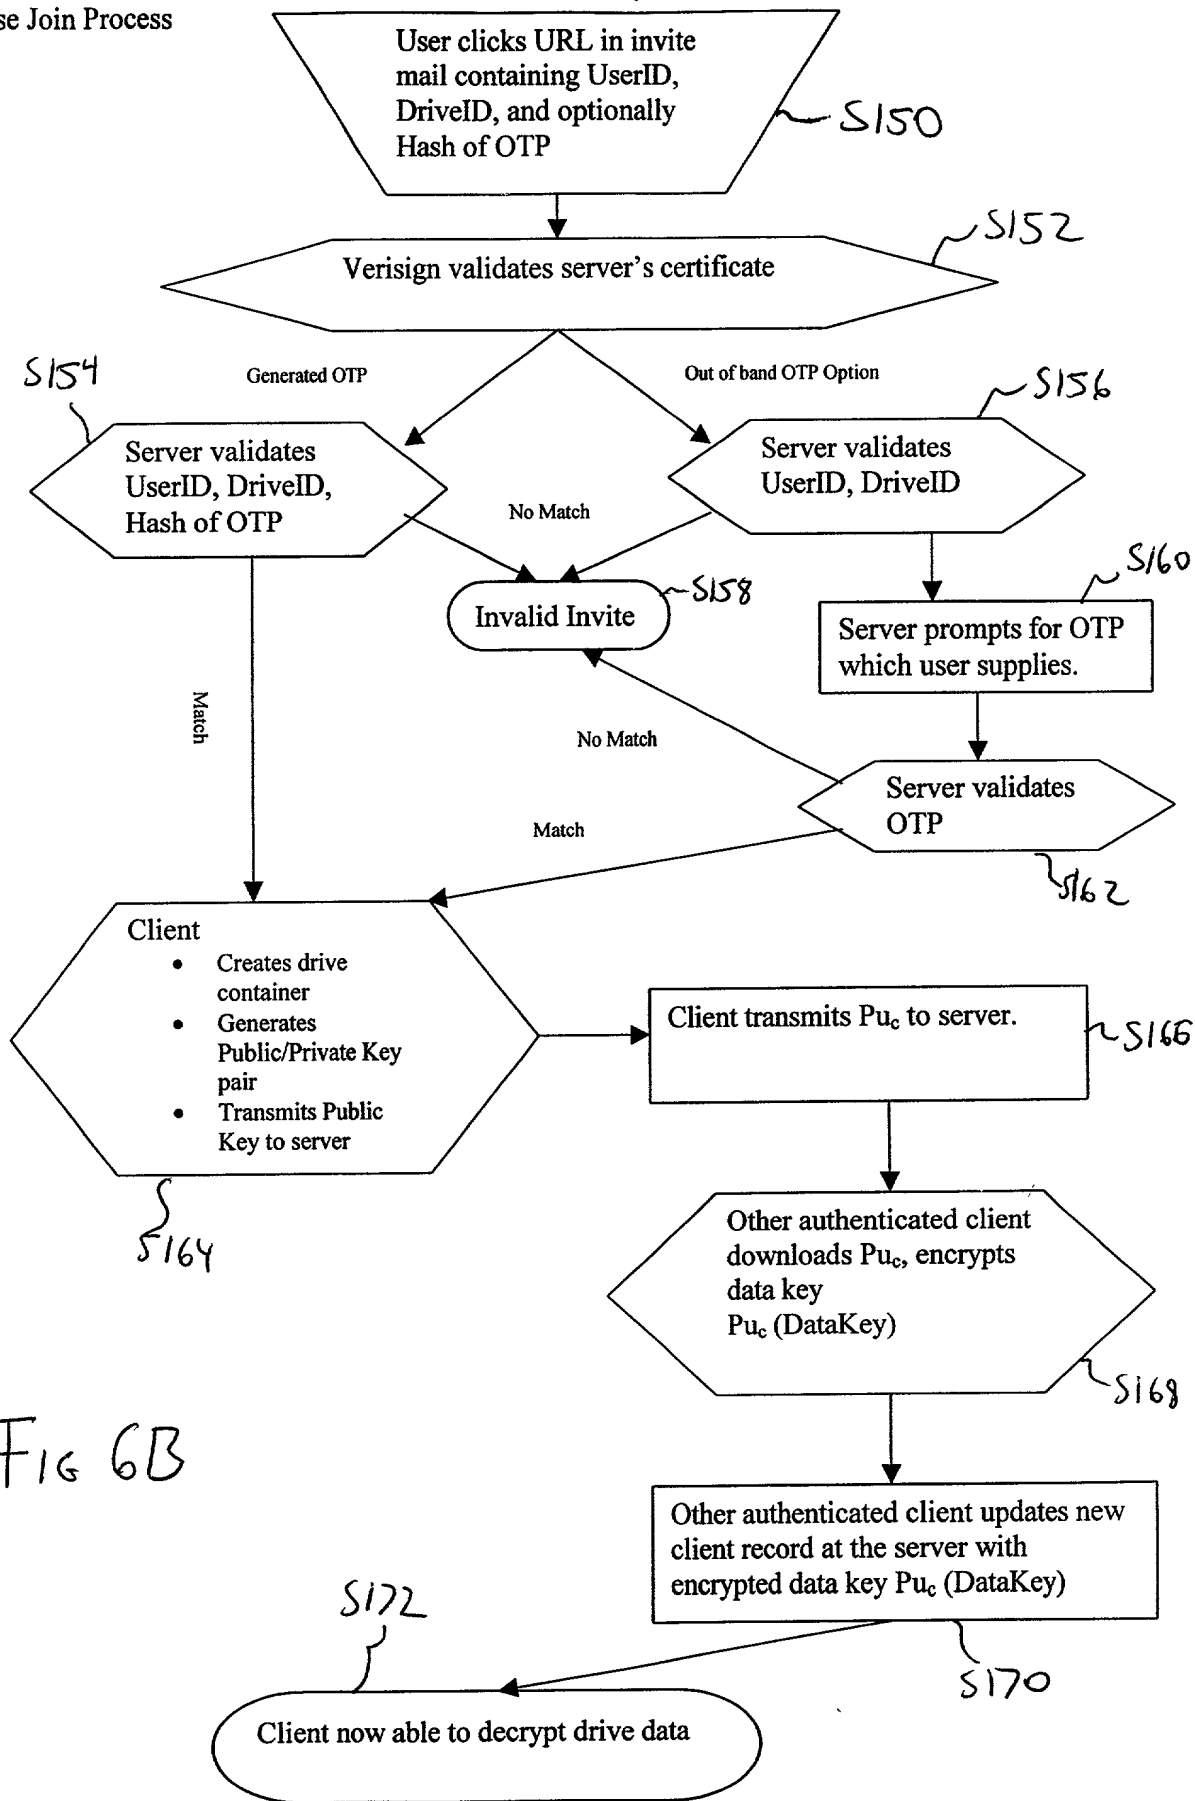 se Join Process
User clicks URL in invite
mail containing UserID,
DriveID, and optionally
Hash of OTP
S150
Verisign validates server's certificate
S152
S154
Generated OTP
Out of band OTP Option
S156
Server validates
UserID, DriveID,
Hash of OTP
Server validates
UserID, DriveID
No Match
S158
Invalid Invite
S160
Server prompts for OTP
which user supplies.
Match
No Match
Server validates
OTP
S162
Match
Client
• Creates drive
container
• Generates
Public/Private Key
pair
• Transmits Public
Key to server
S164
Client transmits Puc to server.
S166
Other authenticated client
downloads Puc, encrypts
data key
Puc (DataKey)
S168
FIG 6B
Other authenticated client updates new
client record at the server with
encrypted data key Puc (DataKey)
S170
S172
Client now able to decrypt drive data